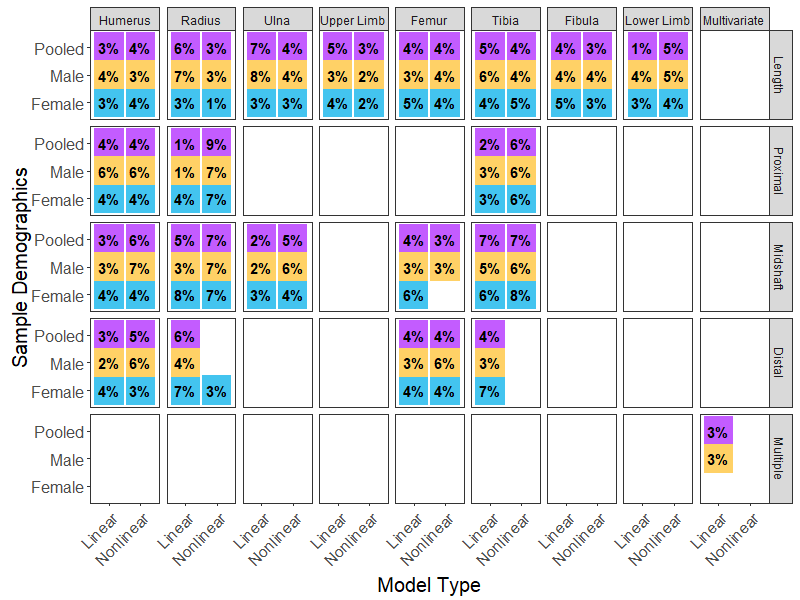 Humerus Radius Ulna Upper Limb Femur Tibia Fibula Lower Limb Multivariate
Pooled 3% 4% 6% 3% 7% 4% 5% 3% 4% 4% 5% 4% 4% 3% 1% 5%
Male 4% 3% 7% 3% 8% 4% 3% 2% 3% 4% 6% 4% 4% 4% 4% 5%
Female 3% 4% 3% 1% 3% 3% 4% 2% 5% 4% 4% 5% 5% 3% 3% 4%
Length
Pooled 4% 4% 1% 9% 2% 6%
Male 6% 6% 1% 7% 3% 6%
Female 4% 4% 4% 7% 3% 6%
Proximal
Pooled 3% 6% 5% 7% 2% 5% 4% 3% 7% 7%
Male 3% 7% 3% 7% 2% 6% 3% 3% 5% 6%
Female 4% 4% 8% 7% 3% 4% 6% 6% 8%
Midshaft
Pooled 3% 5% 6% 4% 4% 4%
Male 2% 6% 4% 3% 6% 3%
Female 4% 3% 7% 3% 4% 4% 7%
Distal
Pooled 3%
Male 3%
Female
Multiple
Linear Nonlinear Linear Nonlinear Linear Nonlinear Linear Nonlinear Linear Nonlinear Linear Nonlinear Linear Nonlinear Linear Nonlinear Linear Nonlinear
Model Type
Sample Demographics